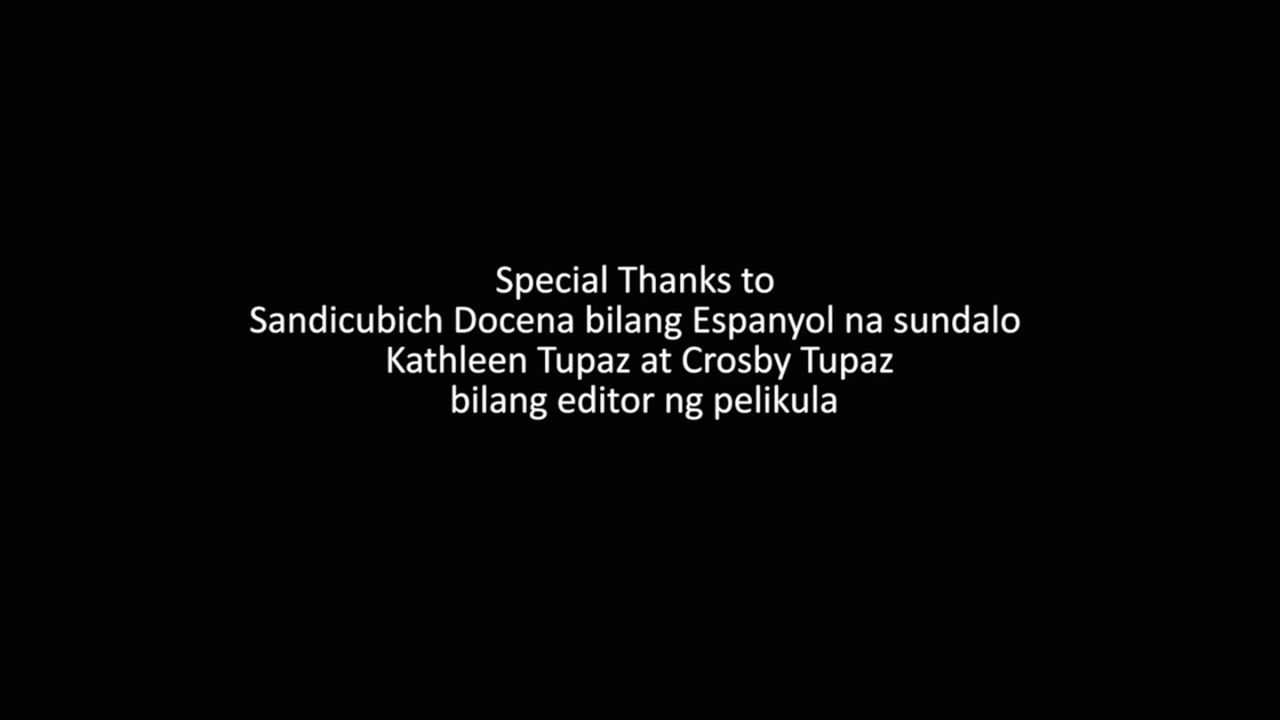 Special Thanks to
Sandicubich Docena bilang Espanyol na sundalo
Kathleen Tupaz at Crosby Tupaz
bilang editor ng pelikula